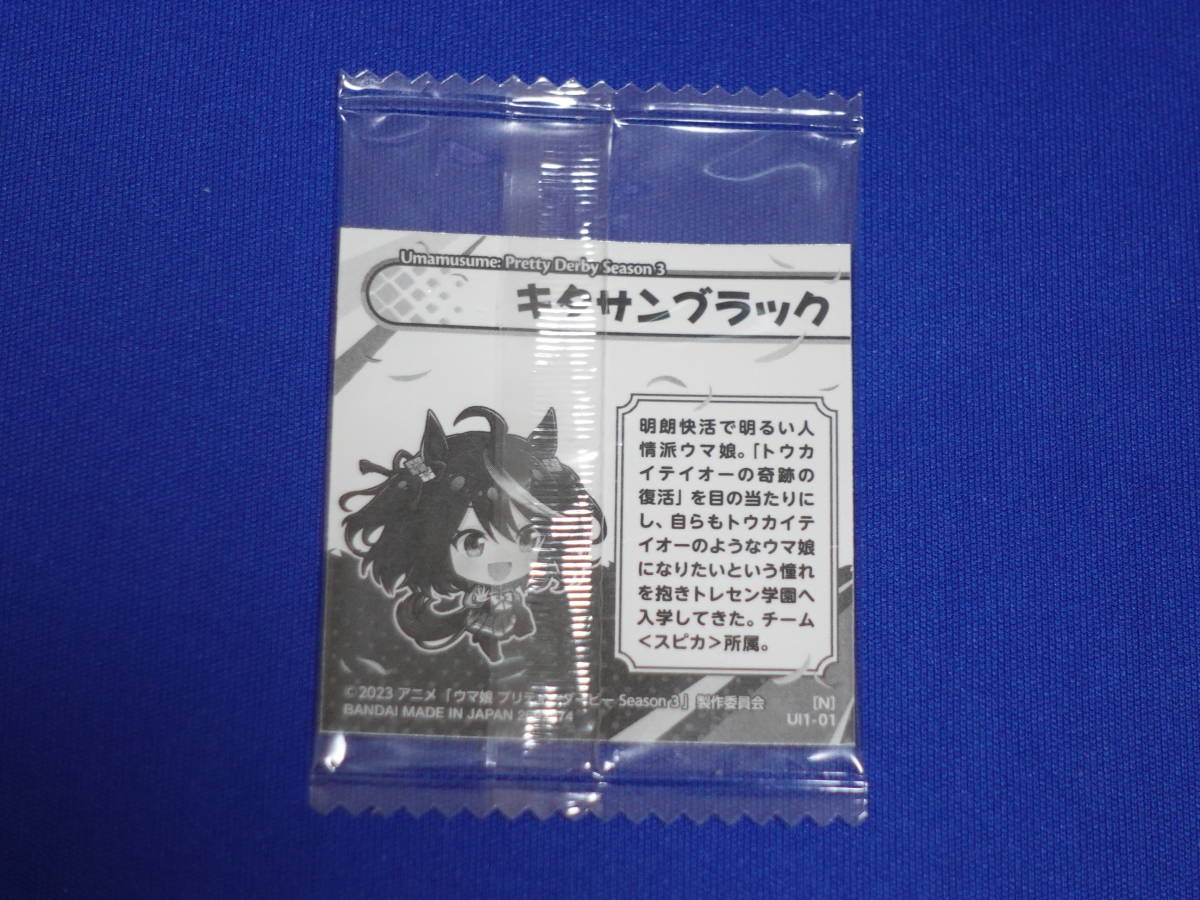 Umamusume: Pretty Derby Season 3
キタサンブラック
明朗快活で明るい人
情派ウマ娘。「トウカ
イテイオーの奇跡の
復活」を目の当たりに
し、自らもトウカイテ
イオーのようなウマ娘
になりたいという憧れ
を抱きトレセン学園へ
入学してきた。チーム
＜スピカ＞所属。
© 2023 アニメ「ウマ娘 プリティーダービー Season 3」製作委員会
BANDAI MADE IN JAPAN
[N]
UI1-01